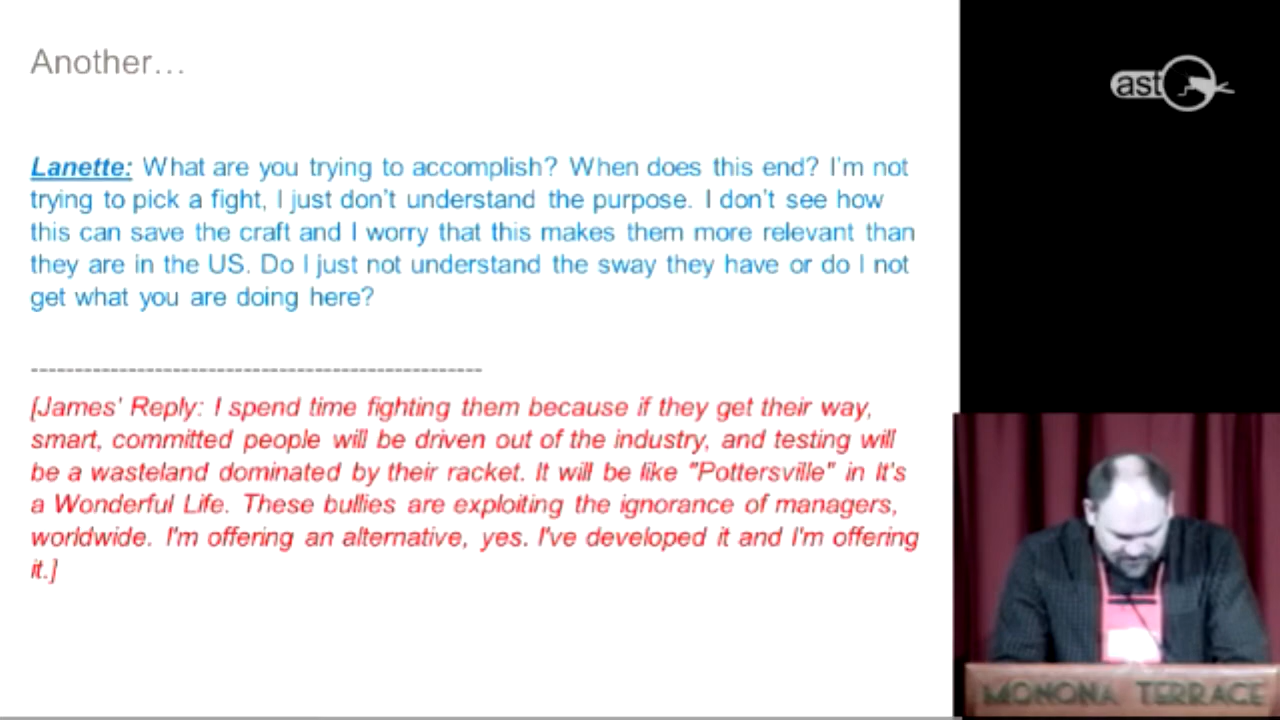 Another…
ast
Lanette: What are you trying to accomplish? When does this end? I'm not
trying to pick a fight, I just don't understand the purpose. I don't see how
this can save the craft and I worry that this makes them more relevant than
they are in the US. Do I just not understand the sway they have or do I not
get what you are doing here?
-------------------------------------------------
[James' Reply: I spend time fighting them because if they get their way,
smart, committed people will be driven out of the industry, and testing will
be a wasteland dominated by their racket. It will be like "Pottersville" in It's
a Wonderful Life. These bullies are exploiting the ignorance of managers,
worldwide. I'm offering an alternative, yes. I've developed it and I'm offering
it.]
MONONA TERRACE